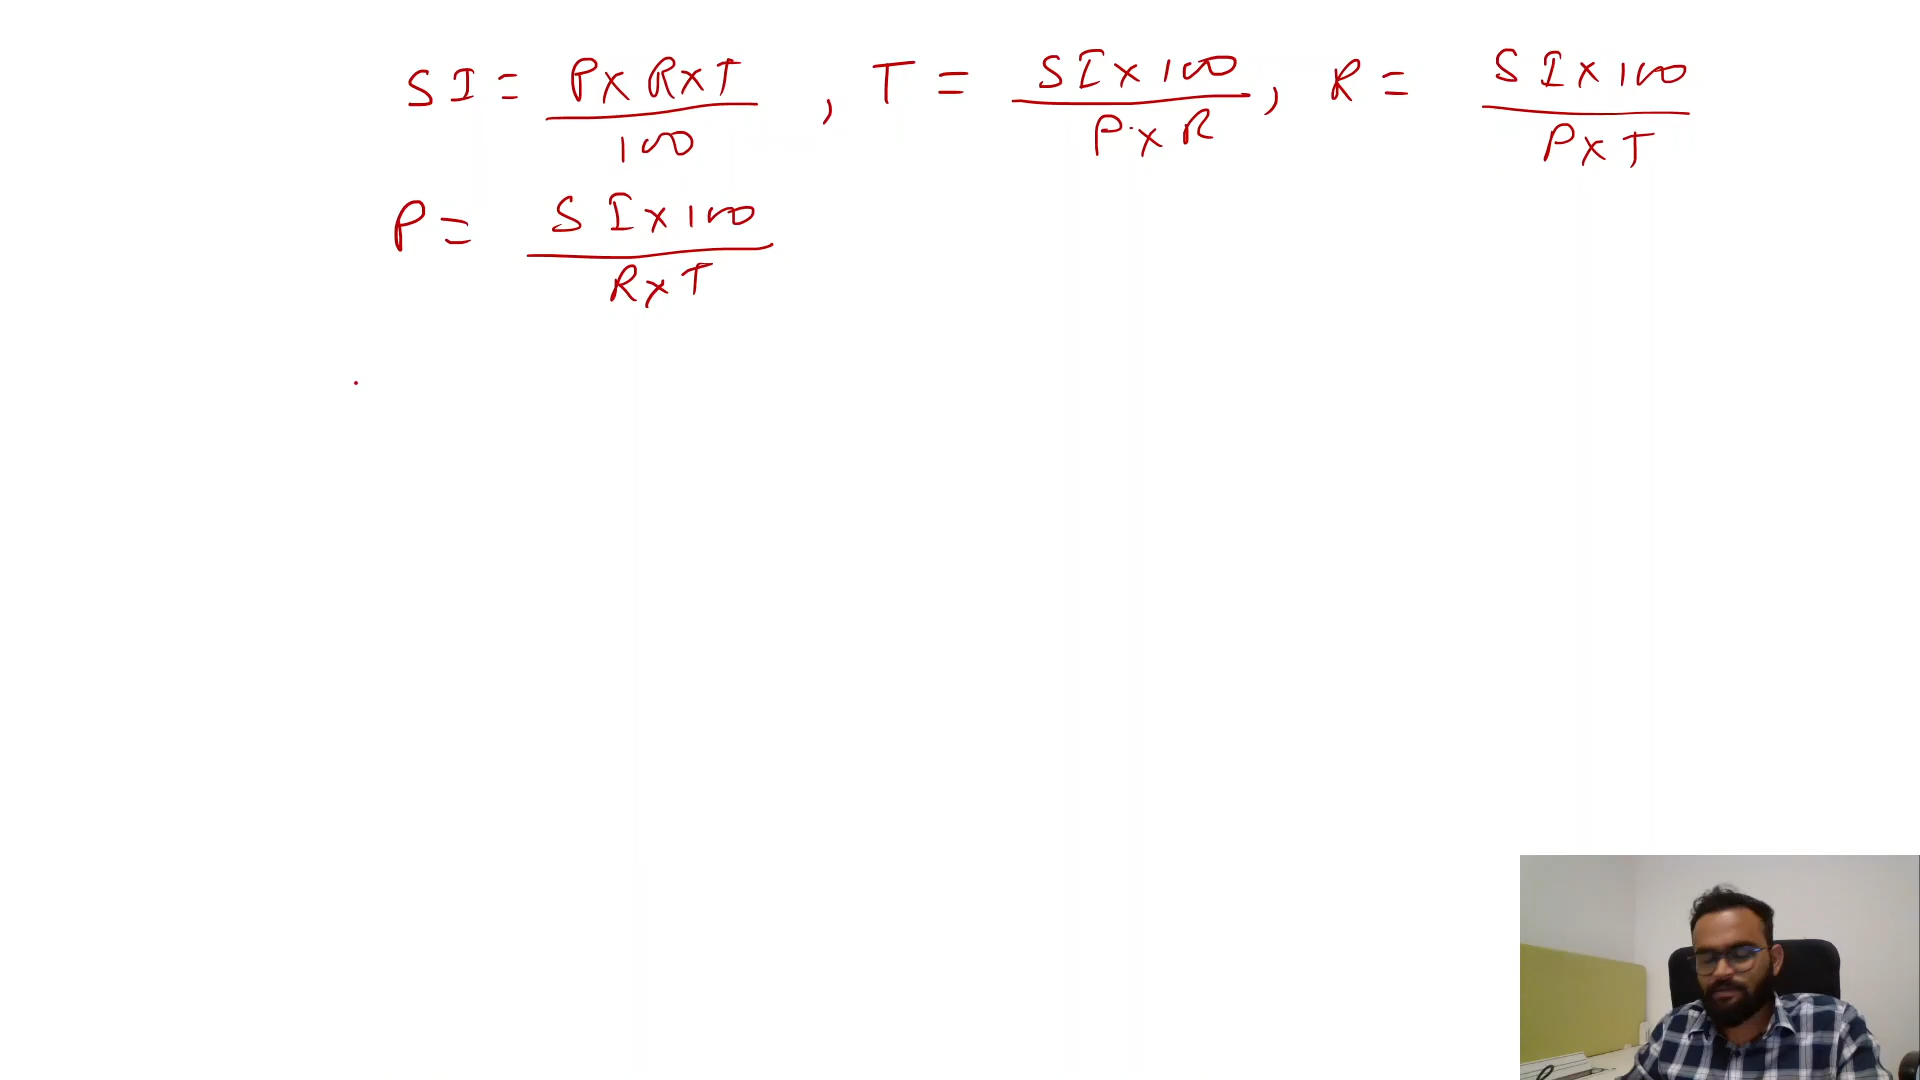 SI = P×R×T / 100 , T = SI×100 / P×R , R = SI×100 / P×T
P = SI×100 / R×T